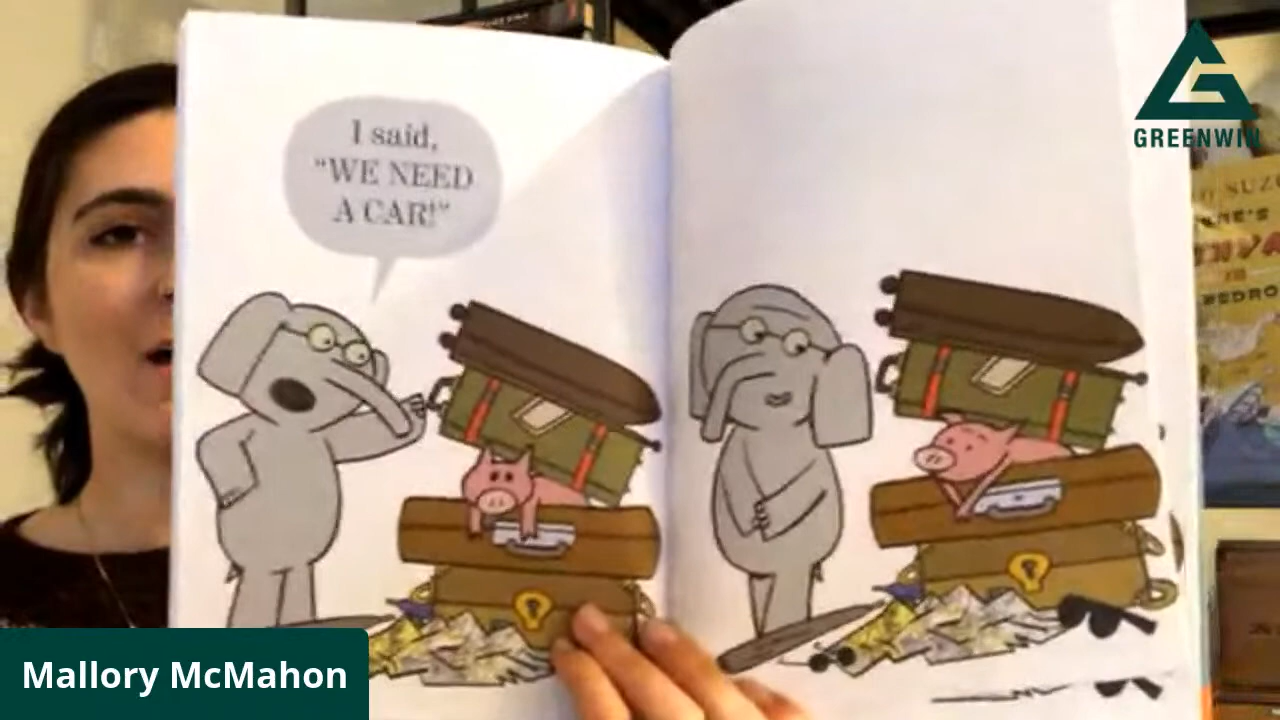 I said,
"WE NEED
A CAR!"
GREENWIN
Mallory McMahon